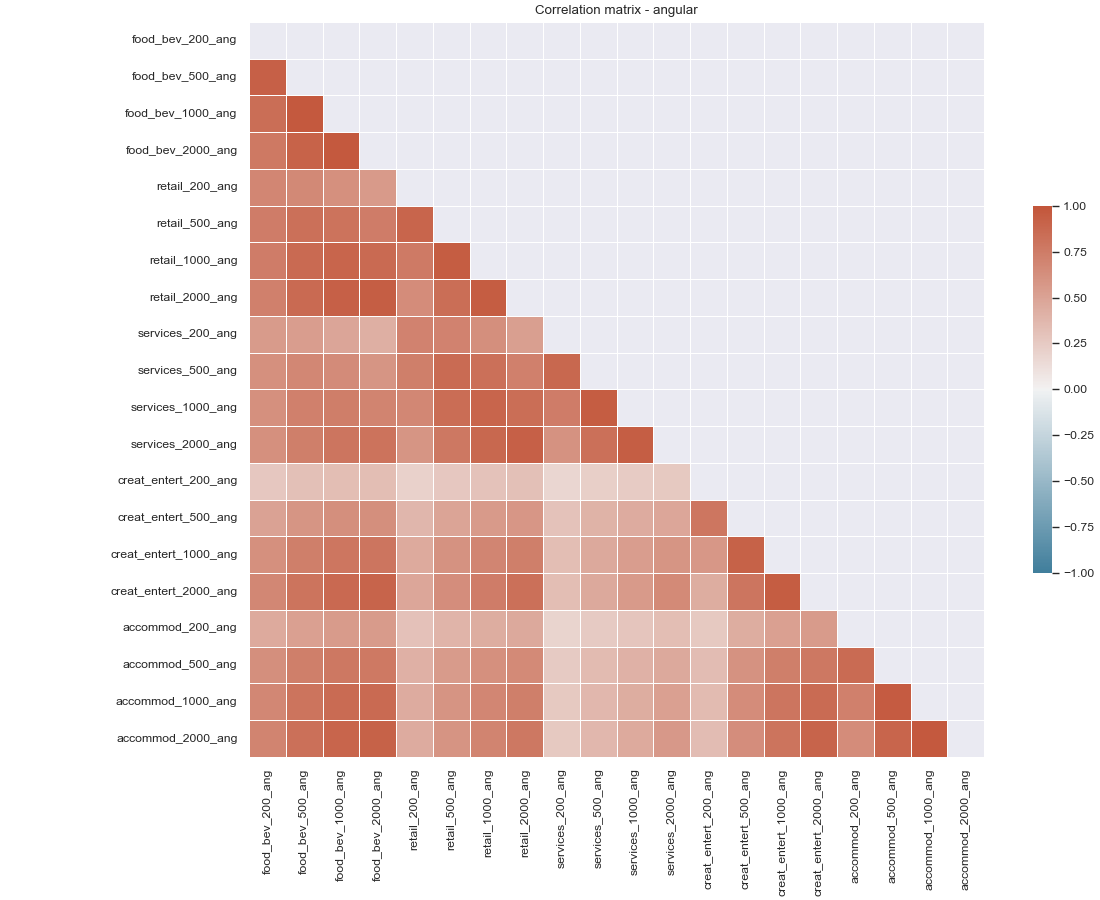 Correlation matrix - angular
food_bev_200_ang
food_bev_500_ang
food_bev_1000_ang
food_bev_2000_ang
retail_200_ang
retail_500_ang
retail_1000_ang
retail_2000_ang
services_200_ang
services_500_ang
services_1000_ang
services_2000_ang
creat_entert_200_ang
creat_entert_500_ang
creat_entert_1000_ang
creat_entert_2000_ang
accommod_200_ang
accommod_500_ang
accommod_1000_ang
accommod_2000_ang
food_bev_200_ang
food_bev_500_ang
food_bev_1000_ang
food_bev_2000_ang
retail_200_ang
retail_500_ang
retail_1000_ang
retail_2000_ang
services_200_ang
services_500_ang
services_1000_ang
services_2000_ang
creat_entert_200_ang
creat_entert_500_ang
creat_entert_1000_ang
creat_entert_2000_ang
accommod_200_ang
accommod_500_ang
accommod_1000_ang
accommod_2000_ang
1.00
0.75
0.50
0.25
0.00
−0.25
−0.50
−0.75
−1.00